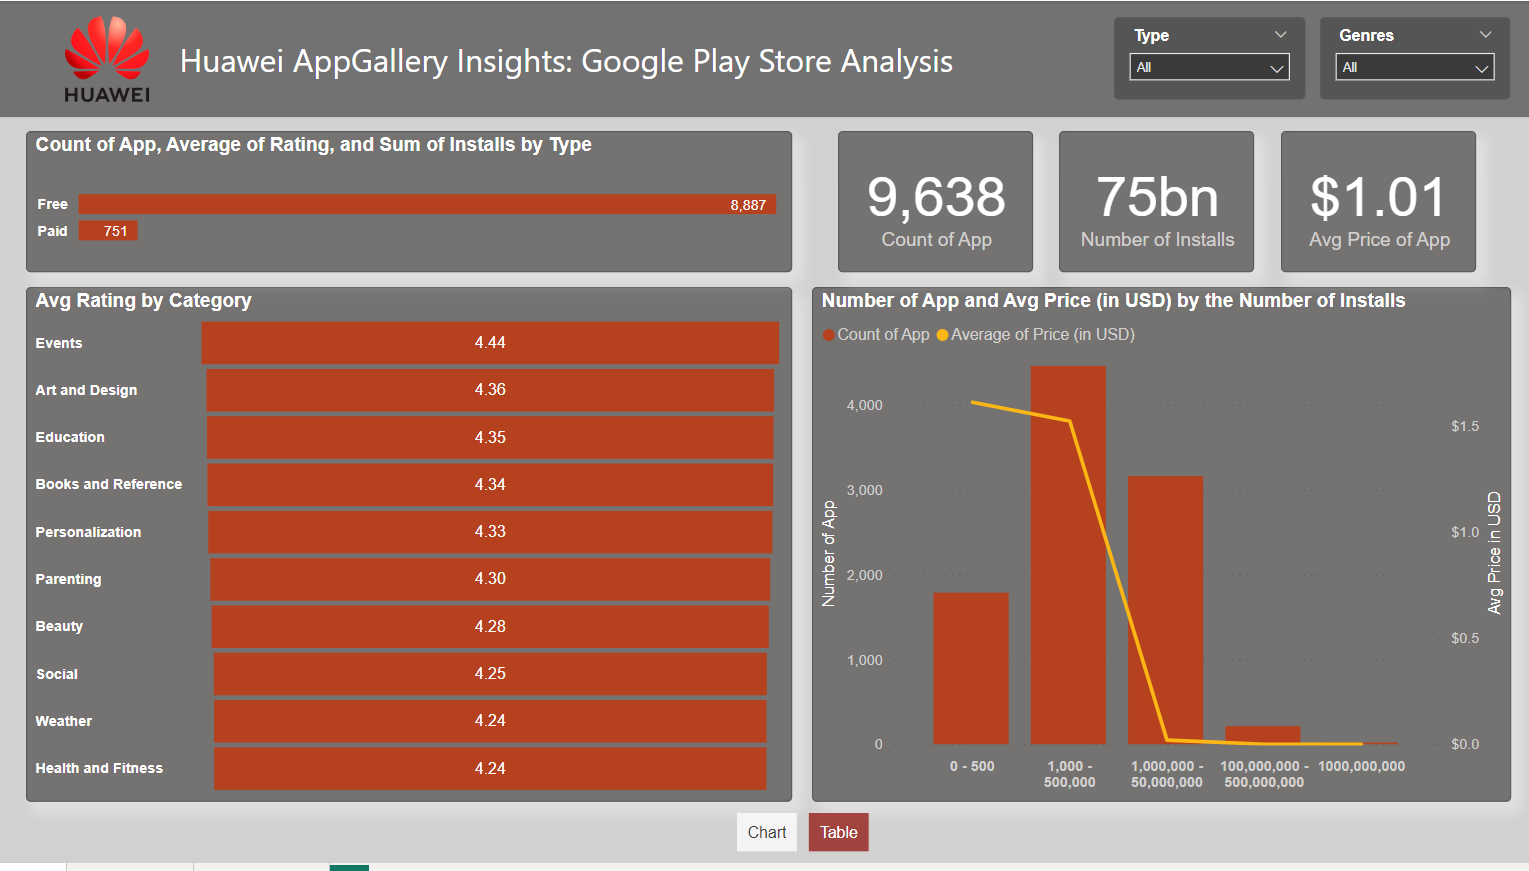 HUAWEI
Huawei AppGallery Insights: Google Play Store Analysis
Type
All
Genres
All
Count of App, Average of Rating, and Sum of Installs by Type
Free
8,887
Paid
751
9,638
Count of App
75bn
Number of Installs
$1.01
Avg Price of App
Avg Rating by Category
Events
4.44
Art and Design
4.36
Education
4.35
Books and Reference
4.34
Personalization
4.33
Parenting
4.30
Beauty
4.28
Social
4.25
Weather
4.24
Health and Fitness
4.24
Number of App and Avg Price (in USD) by the Number of Installs
Count of App
Average of Price (in USD)
Number of App
4,000
3,000
2,000
1,000
0
$1.5
$1.0
$0.5
$0.0
Avg Price in USD
0 - 500
1,000 -
500,000
1,000,000 -
50,000,000
100,000,000 -
500,000,000
1000,000,000
Chart
Table